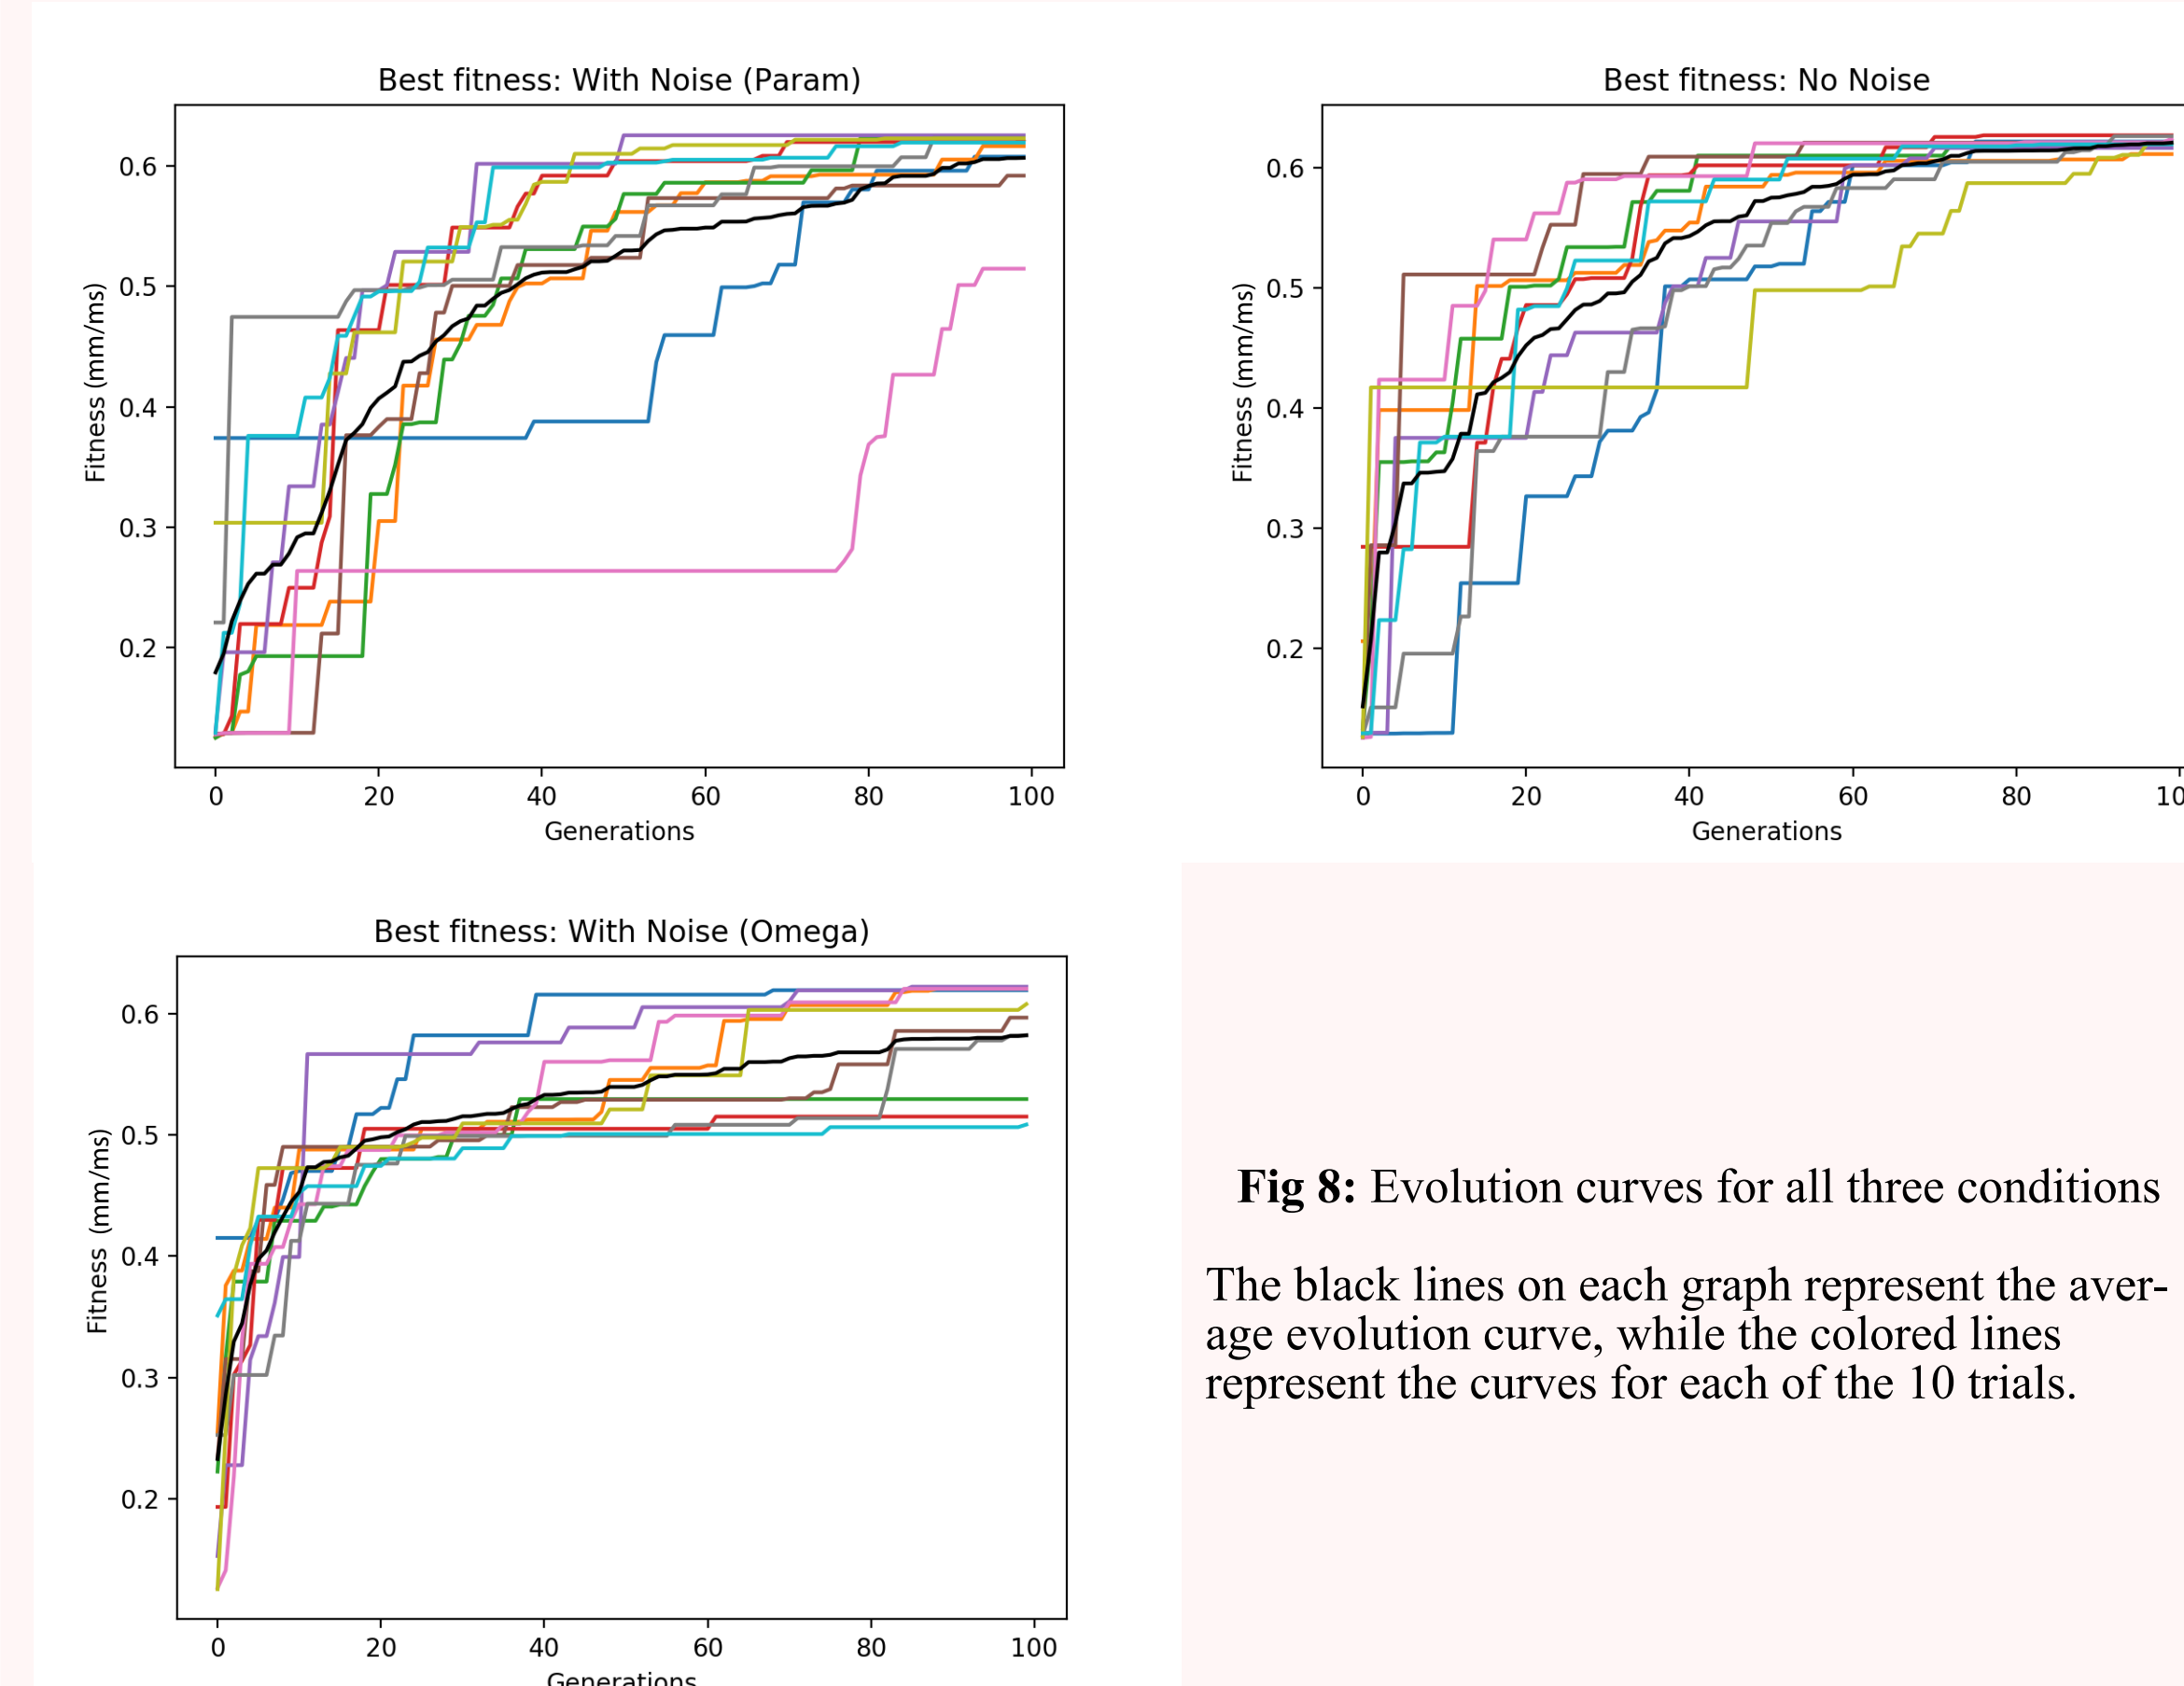 Best fitness: With Noise (Param)
Fitness (mm/ms)
0.6
0.5
0.4
0.3
0.2
0 20 40 60 80 100
Generations
Best fitness: No Noise
Fitness (mm/ms)
0.6
0.5
0.4
0.3
0.2
0 20 40 60 80 10
Generations
Best fitness: With Noise (Omega)
Fitness (mm/ms)
0.6
0.5
0.4
0.3
0.2
0 20 40 60 80 100
Generations
Fig 8: Evolution curves for all three conditions
The black lines on each graph represent the aver-
age evolution curve, while the colored lines
represent the curves for each of the 10 trials.